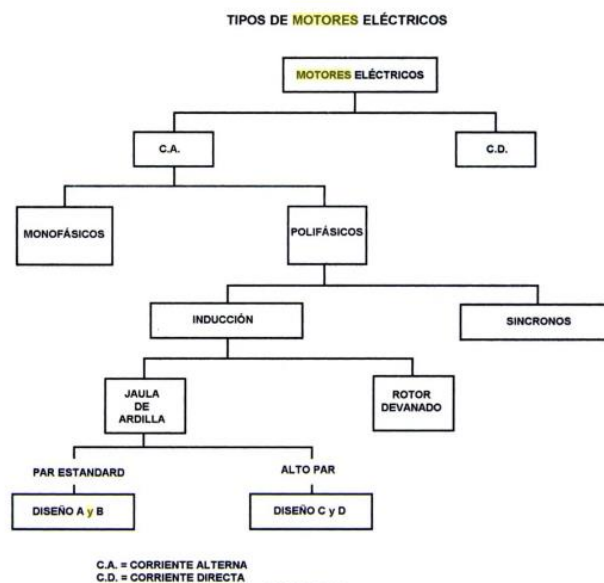 TIPOS DE MOTORES ELÉCTRICOS
MOTORES ELÉCTRICOS
C.A.
C.D.
MONOFÁSICOS
POLIFÁSICOS
INDUCCIÓN
SINCRONOS
JAULA
DE
ARDILLA
ROTOR
DEVANADO
PAR ESTANDARD
ALTO PAR
DISEÑO A y B
DISEÑO C y D
C.A. = CORRIENTE ALTERNA
C.D. = CORRIENTE DIRECTA